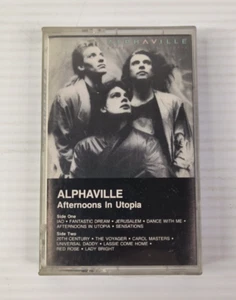 ALPHAVILLE
ALPHAVILLE
Afternoons In Utopia
Side One
IAO • FANTASTIC DREAM • JERUSALEM • DANCE WITH ME •
AFTERNOONS IN UTOPIA • SENSATIONS
Side Two
20TH CENTURY • THE VOYAGER • CAROL MASTERS •
UNIVERSAL DADDY • LASSIE COME HOME •
RED ROSE • LADY BRIGHT